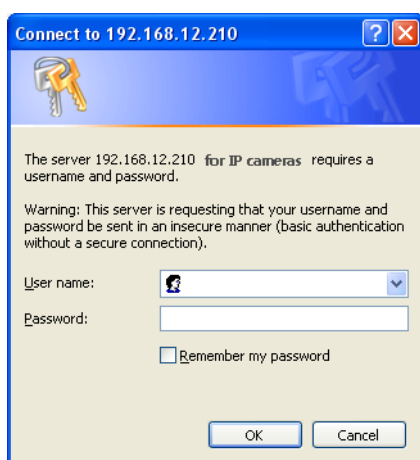 Connect to 192.168.12.210
The server 192.168.12.210 for IP cameras requires a
username and password.
Warning: This server is requesting that your username and
password be sent in an insecure manner (basic authentication
without a secure connection).
User name:
Password:
Remember my password
OK Cancel